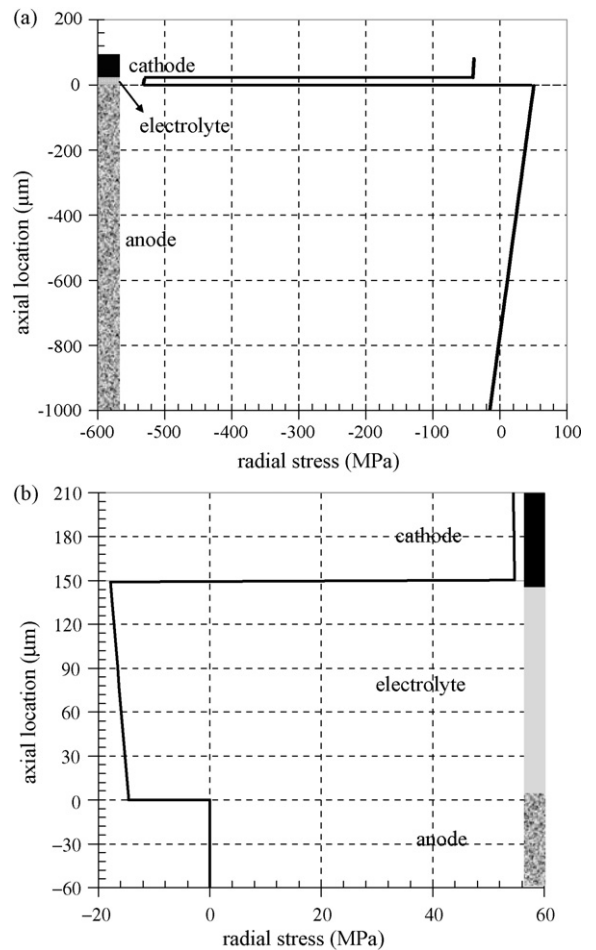 (a)
200
cathode
0
electrolyte
-200
-400
anode
-600
-800
-1000
axial location (μm)
-600 -500 -400 -300 -200 -100 0 100
radial stress (MPa)
(b)
210
180
cathode
150
120
90
electrolyte
60
30
0
−30
anode
−60
axial location (μm)
−20 0 20 40 60
radial stress (MPa)